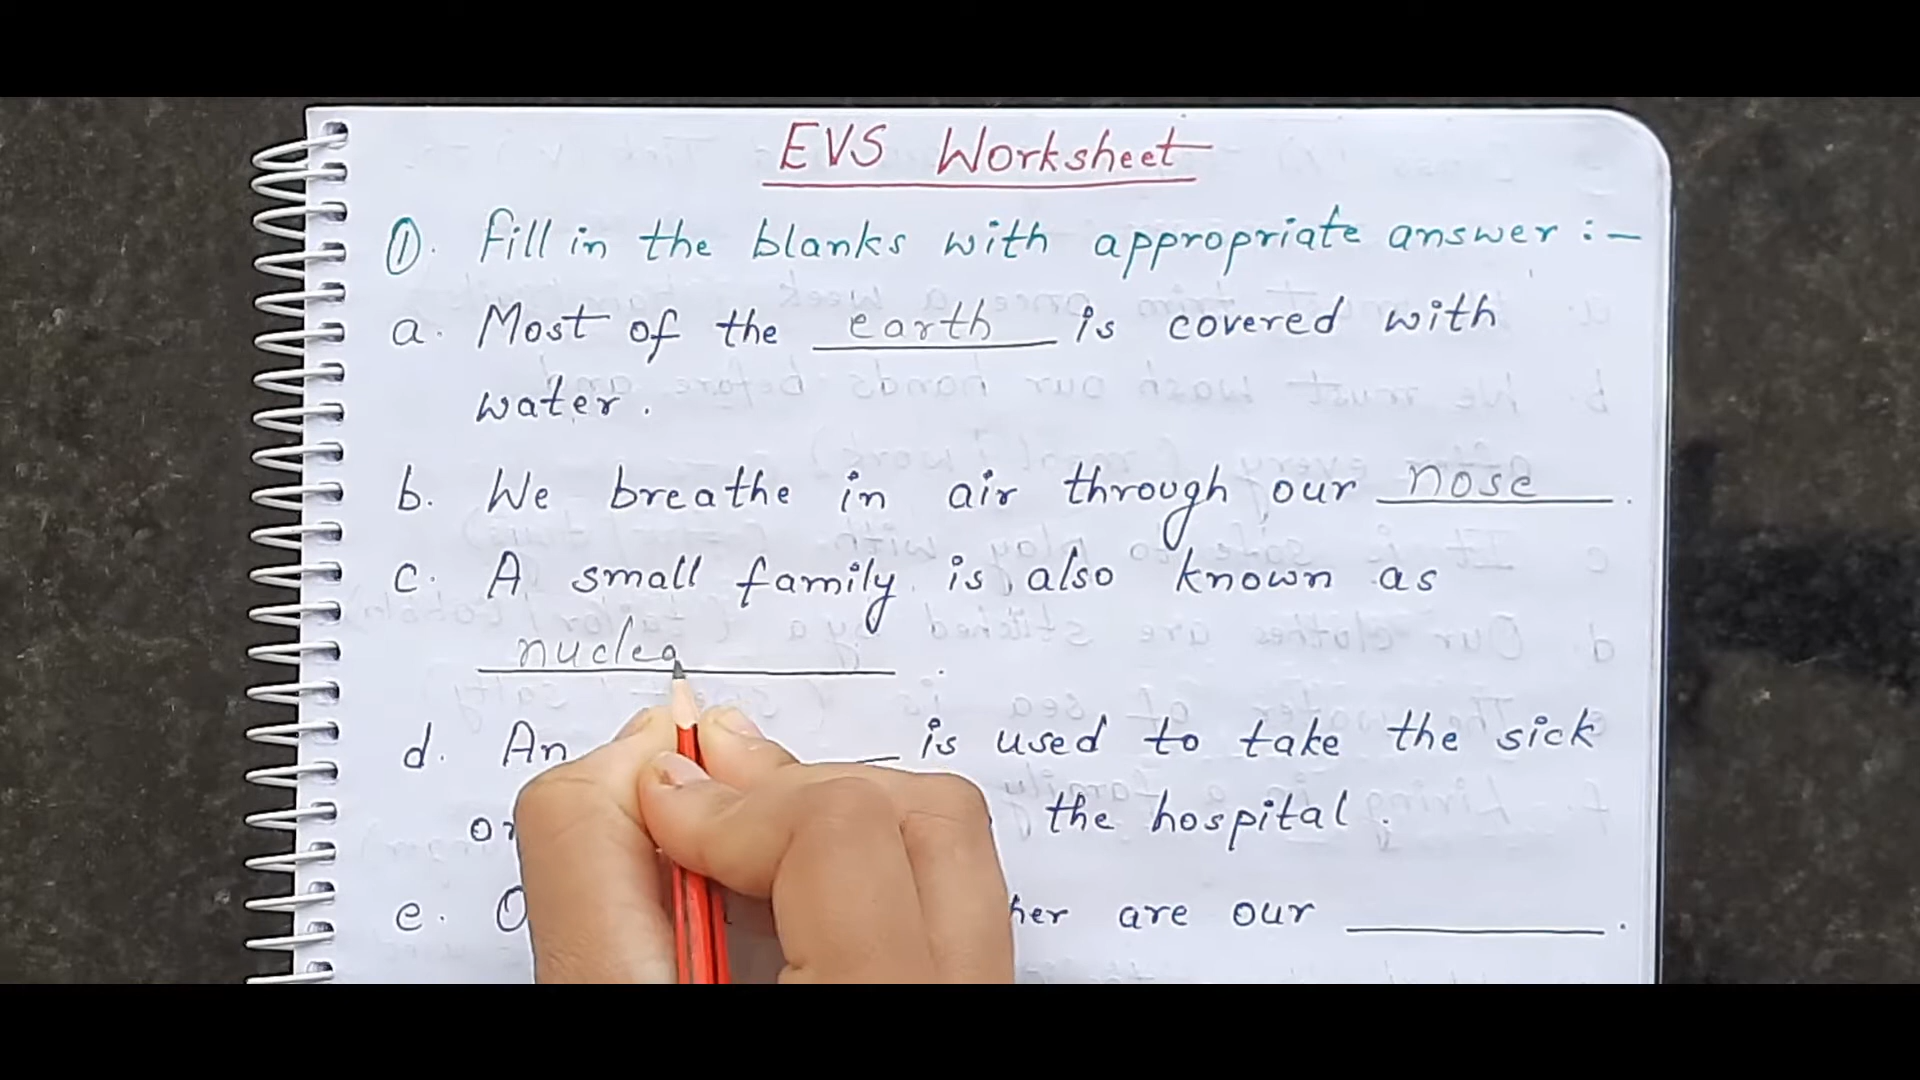 EVS Worksheet
①. Fill in the blanks with appropriate answer :-
a. Most of the earth is covered with
water.
b. We breathe in air through our nose.
c. A small family is also known as
nuclea .
d. An is used to take the sick
the hospital.
e. are our .